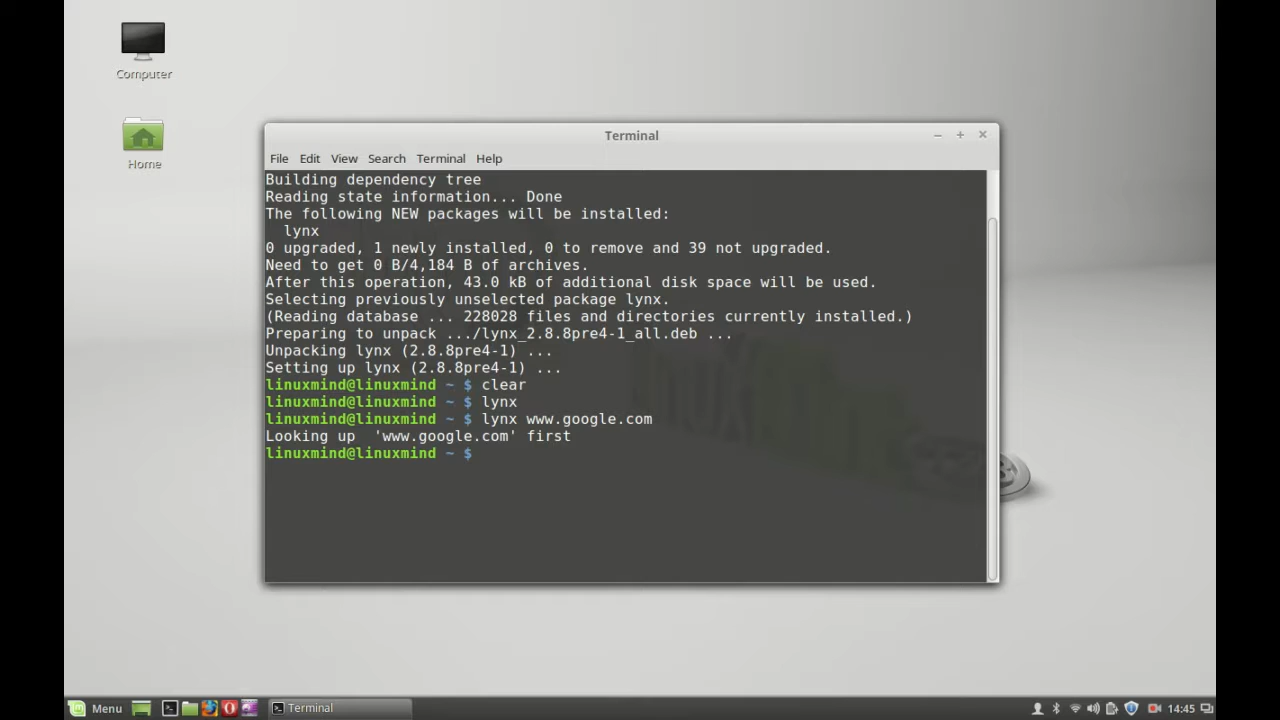 Computer
Home
Terminal
File Edit View Search Terminal Help
Building dependency tree
Reading state information... Done
The following NEW packages will be installed:
  lynx
0 upgraded, 1 newly installed, 0 to remove and 39 not upgraded.
Need to get 0 B/4,184 B of archives.
After this operation, 43.0 kB of additional disk space will be used.
Selecting previously unselected package lynx.
(Reading database ... 228028 files and directories currently installed.)
Preparing to unpack .../lynx_2.8.8pre4-1_all.deb ...
Unpacking lynx (2.8.8pre4-1) ...
Setting up lynx (2.8.8pre4-1) ...
linuxmind@linuxmind ~ $ clear
linuxmind@linuxmind ~ $ lynx
linuxmind@linuxmind ~ $ lynx www.google.com
Looking up  'www.google.com' first
linuxmind@linuxmind ~ $
Menu Terminal 14:45